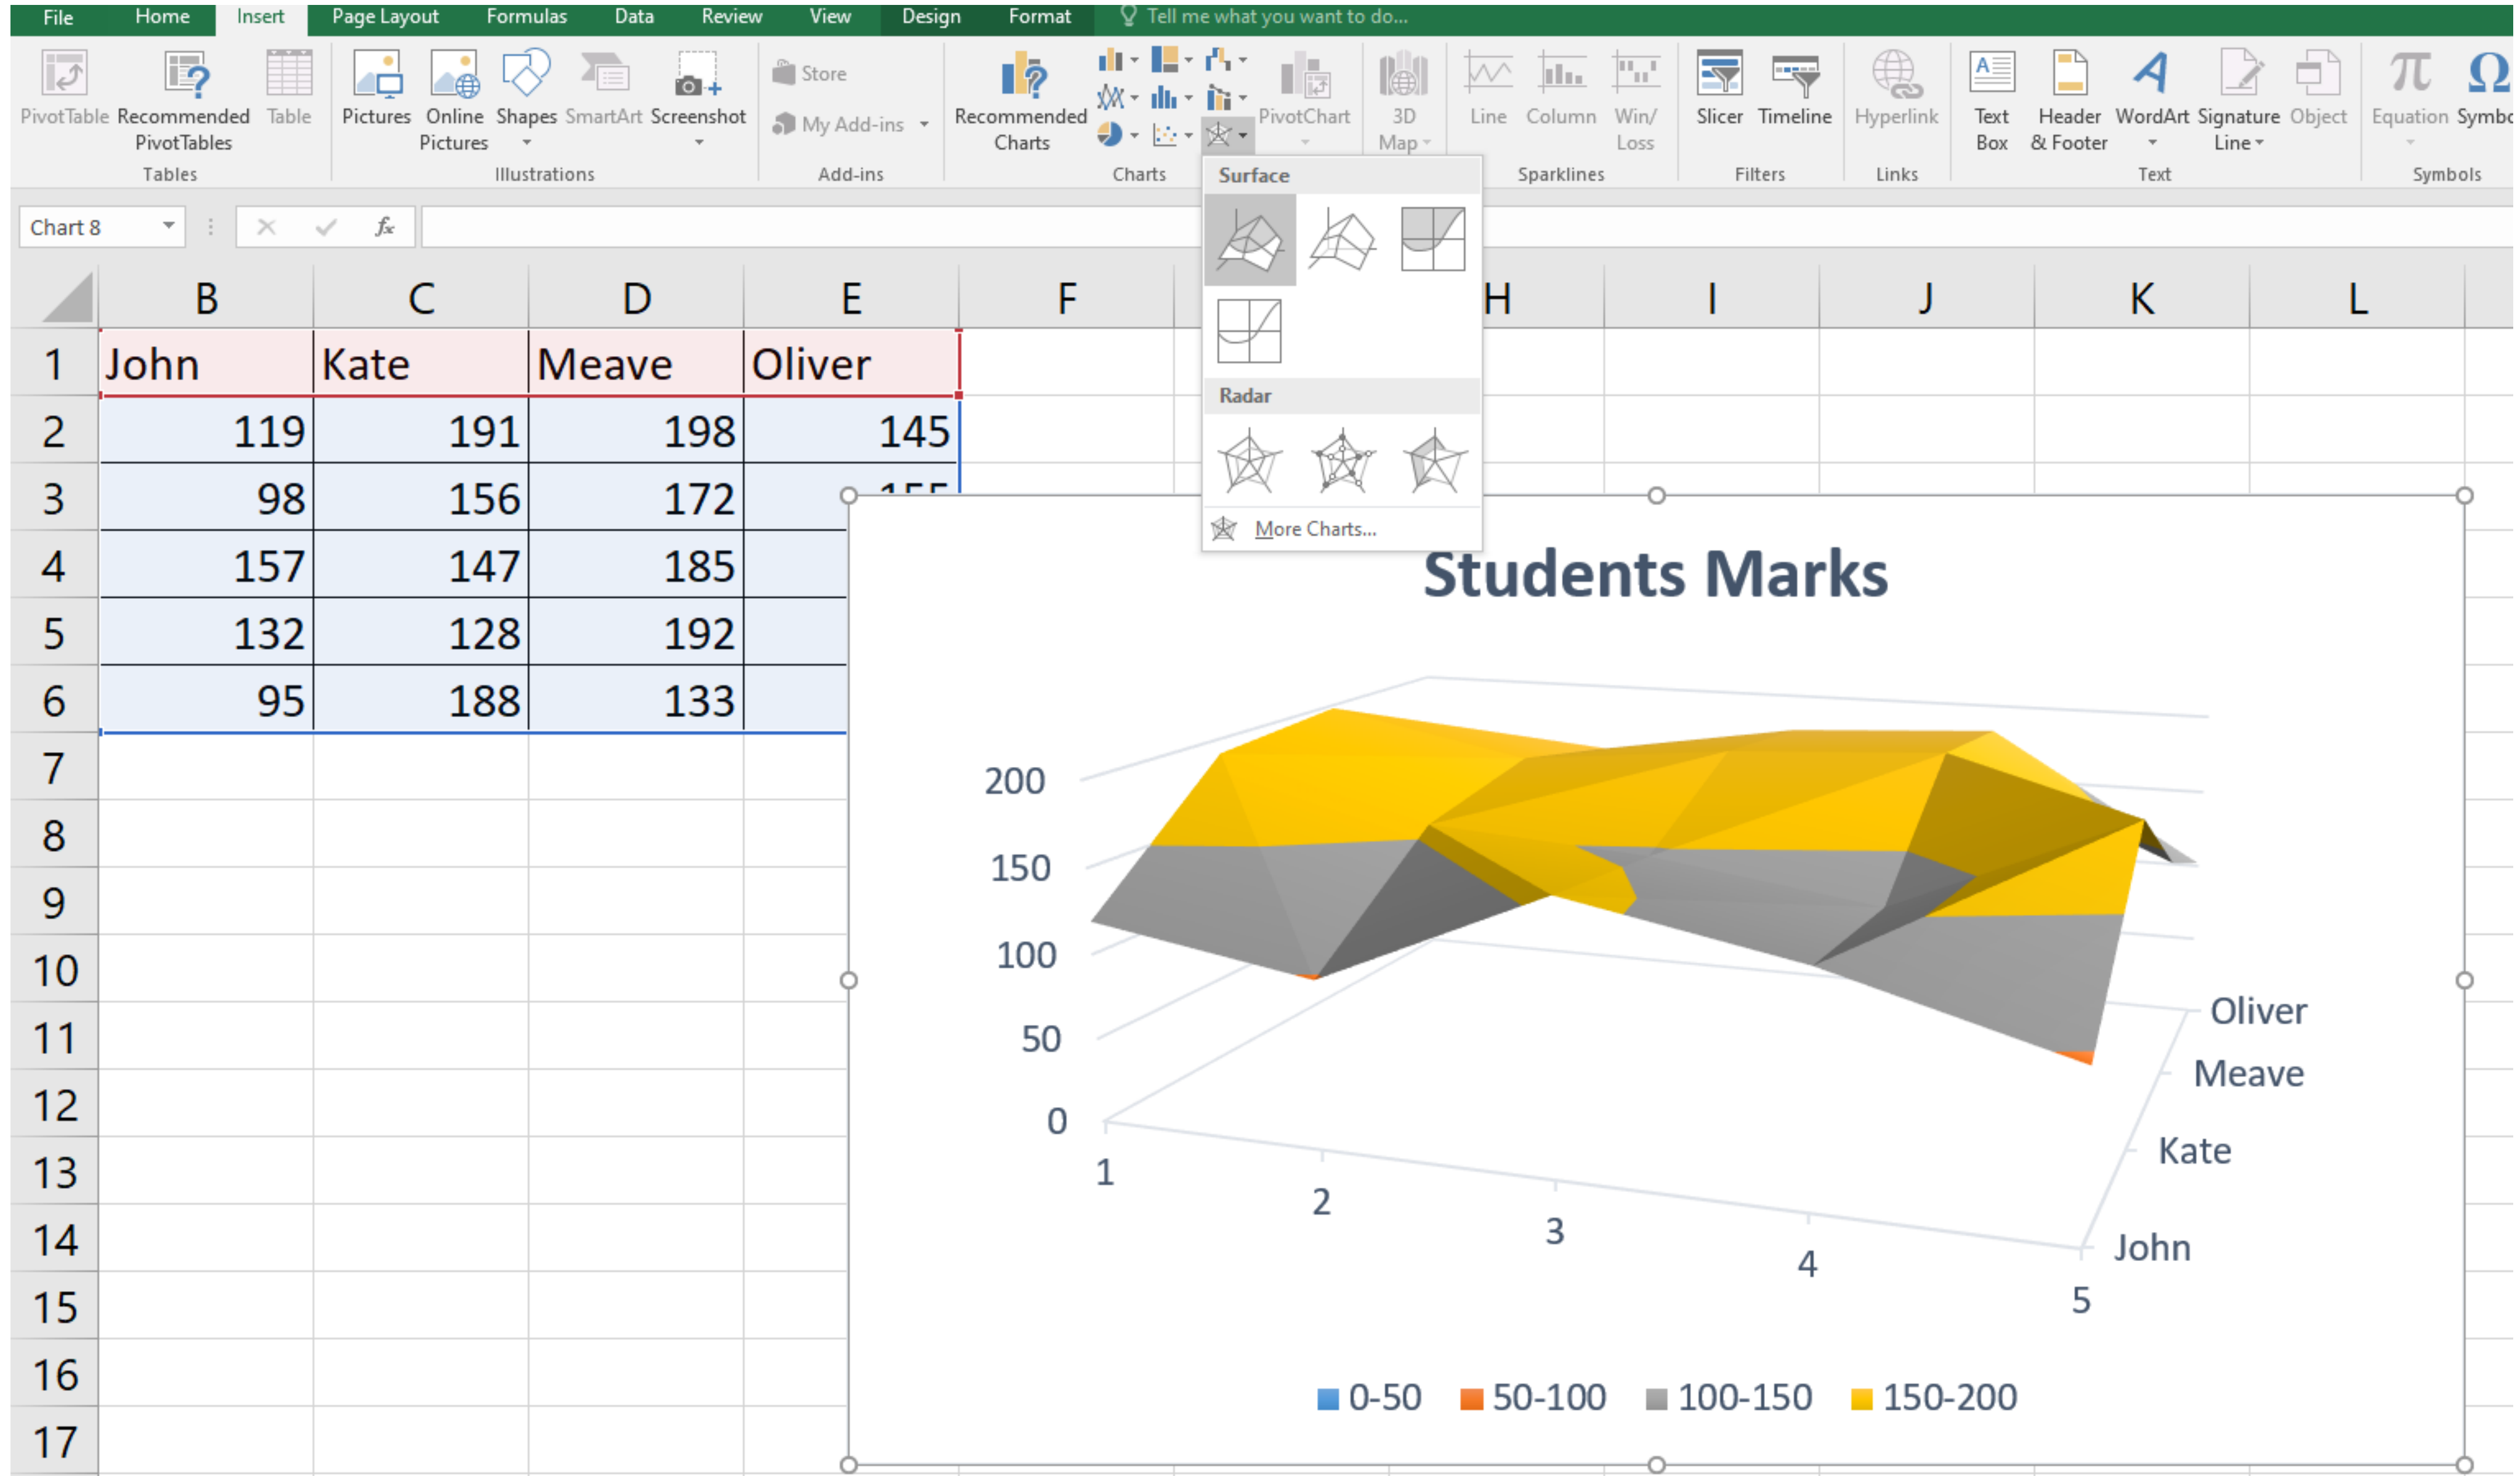 File Home Insert Page Layout Formulas Data Review View Design Format Tell me what you want to do...
PivotTable Recommended PivotTables Table Pictures Online Pictures Shapes SmartArt Screenshot
Store
My Add-ins
Recommended Charts PivotChart 3D Map Line Column Win/Loss Slicer Timeline Hyperlink Text Box Header & Footer WordArt Signature Line Object Equation Symbo
Tables Illustrations Add-ins Charts Sparklines Filters Links Text Symbols
Chart 8 fx
Surface
Radar
More Charts...
B C D E F H I J K L
1 John Kate Meave Oliver
2 119 191 198 145
3 98 156 172
4 157 147 185
5 132 128 192
6 95 188 133
7
8
9
10
11
12
13
14
15
16
17
Students Marks
200
150
100
50
0
1
2
3
4
5
Oliver
Meave
Kate
John
0-50 50-100 100-150 150-200